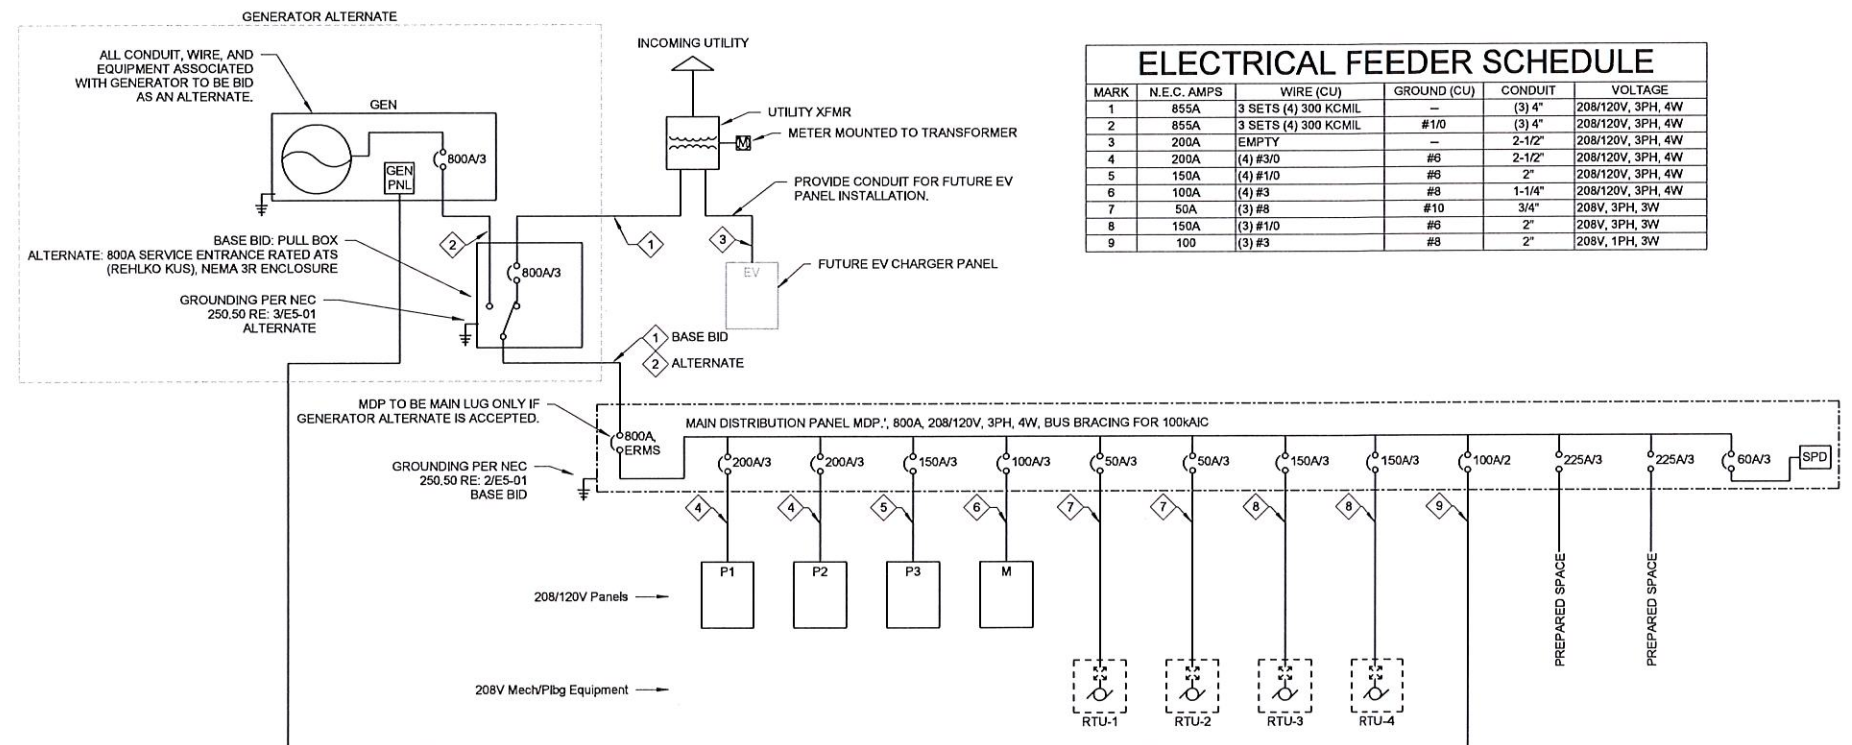 GENERATOR ALTERNATE
ALL CONDUIT, WIRE, AND
EQUIPMENT ASSOCIATED
WITH GENERATOR TO BE BID
AS AN ALTERNATE.
GEN
800A/3
GEN
PNL
INCOMING UTILITY
UTILITY XFMR
M
METER MOUNTED TO TRANSFORMER
PROVIDE CONDUIT FOR FUTURE EV
PANEL INSTALLATION.
2
1
3
BASE BID: PULL BOX
ALTERNATE: 800A SERVICE ENTRANCE RATED ATS
(REHLKO KUS), NEMA 3R ENCLOSURE
800A/3
EV
FUTURE EV CHARGER PANEL
GROUNDING PER NEC
250.50 RE: 3/E5-01
ALTERNATE
1 BASE BID
2 ALTERNATE
ELECTRICAL FEEDER SCHEDULE
MARK N.E.C. AMPS WIRE (CU) GROUND (CU) CONDUIT VOLTAGE
1 855A 3 SETS (4) 300 KCMIL – (3) 4" 208/120V, 3PH, 4W
2 855A 3 SETS (4) 300 KCMIL #1/0 (3) 4" 208/120V, 3PH, 4W
3 200A EMPTY – 2-1/2" 208/120V, 3PH, 4W
4 200A (4) #3/0 #6 2-1/2" 208/120V, 3PH, 4W
5 150A (4) #1/0 #6 2" 208/120V, 3PH, 4W
6 100A (4) #3 #8 1-1/4" 208/120V, 3PH, 4W
7 50A (3) #8 #10 3/4" 208V, 3PH, 3W
8 150A (3) #1/0 #6 2" 208V, 3PH, 3W
9 100 (3) #3 #8 2" 208V, 1PH, 3W
MDP TO BE MAIN LUG ONLY IF
GENERATOR ALTERNATE IS ACCEPTED.
MAIN DISTRIBUTION PANEL MDP.', 800A, 208/120V, 3PH, 4W, BUS BRACING FOR 100kAIC
800A,
ERMS
GROUNDING PER NEC
250.50 RE: 2/E5-01
BASE BID
200A/3 200A/3 150A/3 100A/3 50A/3 50A/3 150A/3 150A/3 100A/2 225A/3 225A/3 60A/3 SPD
4 4 5 6 7 7 8 8 9
P1 P2 P3 M
208/120V Panels
PREPARED SPACE
PREPARED SPACE
208V Mech/Plbg Equipment
RTU-1 RTU-2 RTU-3 RTU-4